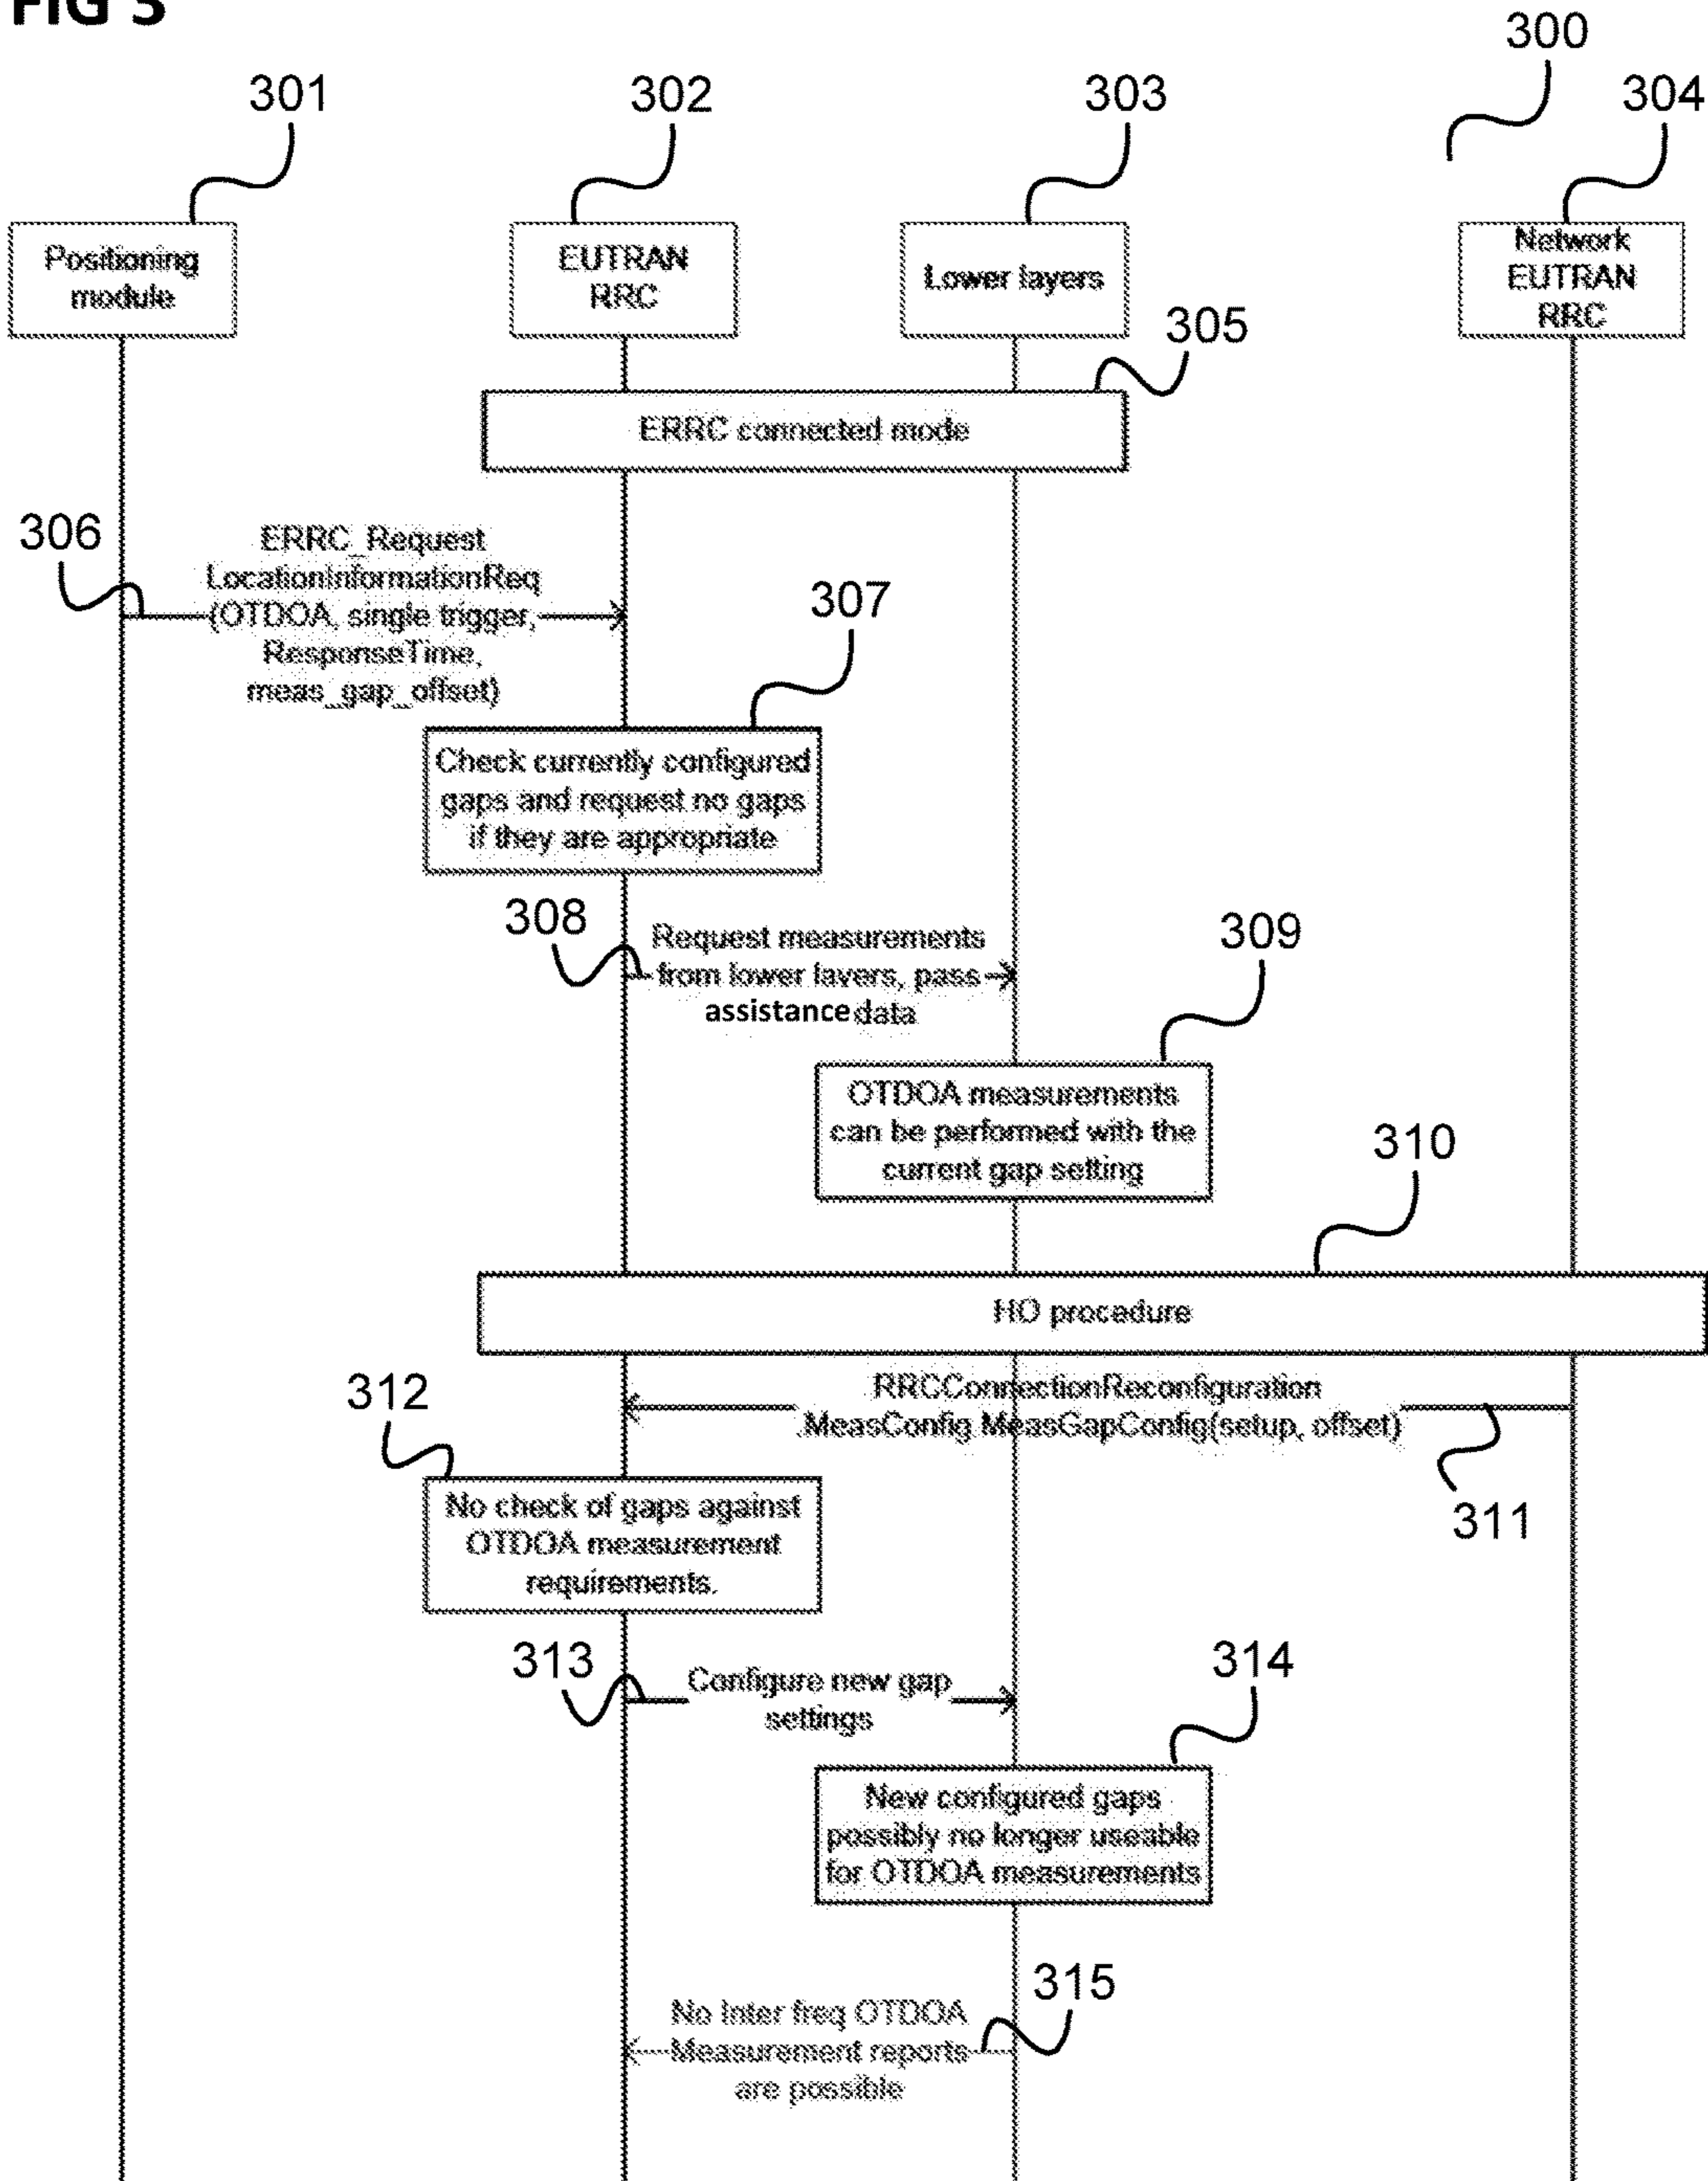 FIG 3
300
301
302
303
304
Positioning
module
EUTRAN
RRC
Lower layers
Network
EUTRAN
RRC
305
ERRC connected mode
306
ERRC_Request
LocationInformationReq
(OTDOA, single trigger,
ResponseTime,
meas_gap_offset)
307
Check currently configured
gaps and request no gaps
if they are appropriate
308
Request measurements
from lower layers, pass
assistance data
309
OTDOA measurements
can be performed with the
current gap setting
310
HO procedure
RRCConnectionReconfiguration
.MeasConfig.MeasGapConfig(setup, offset)
311
312
No check of gaps against
OTDOA measurement
requirements.
313
Configure new gap
settings
314
New configured gaps
possibly no longer useable
for OTDOA measurements
315
No Inter freq OTDOA
Measurement reports
are possible